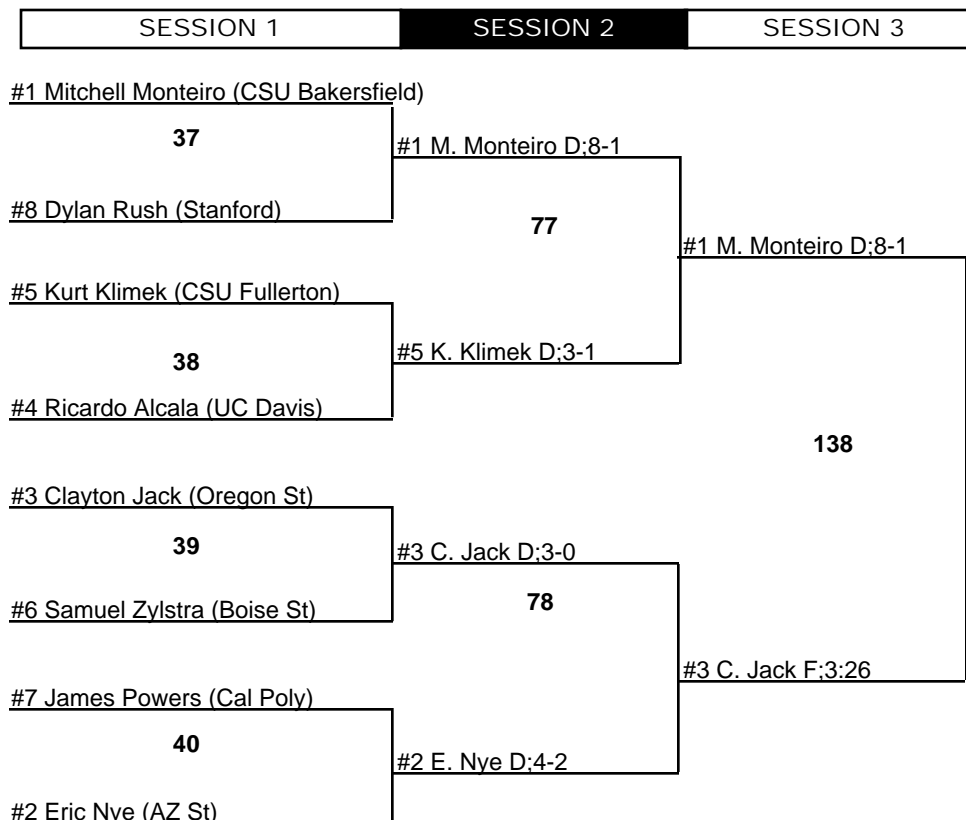 SESSION 1 SESSION 2 SESSION 3
#1 Mitchell Monteiro (CSU Bakersfield)
37
#1 M. Monteiro D;8-1
#8 Dylan Rush (Stanford)
77
#1 M. Monteiro D;8-1
#5 Kurt Klimek (CSU Fullerton)
38
#5 K. Klimek D;3-1
#4 Ricardo Alcala (UC Davis)
138
#3 Clayton Jack (Oregon St)
39
#3 C. Jack D;3-0
#6 Samuel Zylstra (Boise St)
78
#3 C. Jack F;3:26
#7 James Powers (Cal Poly)
40
#2 E. Nye D;4-2
#2 Eric Nye (AZ St)